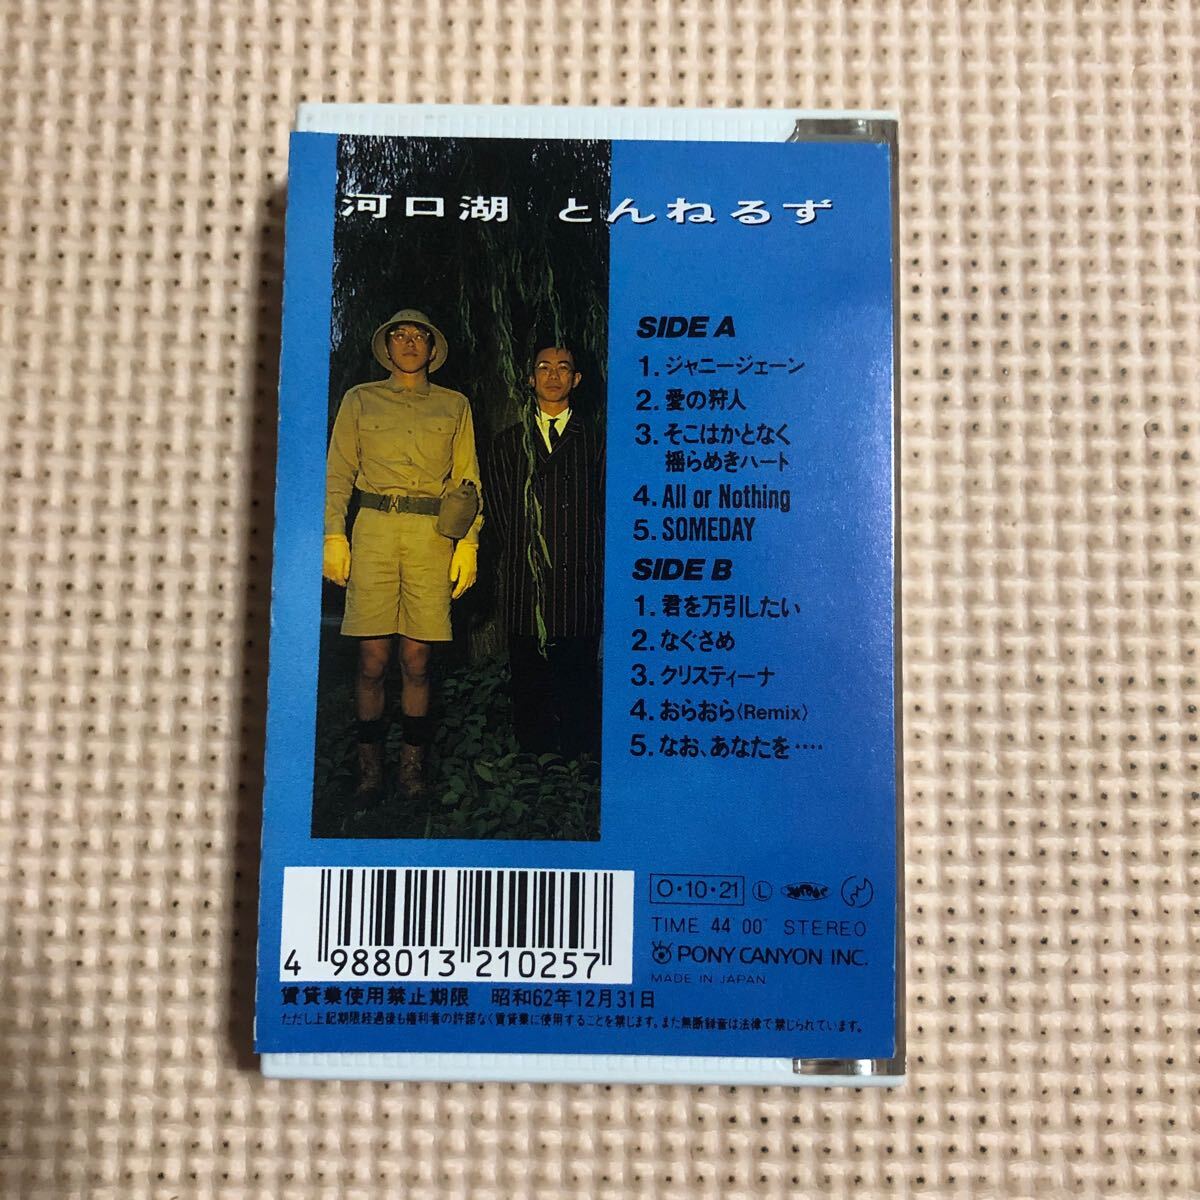 河口湖 とんねるず
SIDE A
1. ジャニージェーン
2. 愛の狩人
3. そこはかとなく
揺らめきハート
4. All or Nothing
5. SOMEDAY
SIDE B
1. 君を万引したい
2. なぐさめ
3. クリスティーナ
4. おらおら〈Remix〉
5. なお、あなたを‥‥
4 988013 210257
O・10・21 Ⓛ
TIME 44' 00" STEREO
PONY CANYON INC.
MADE IN JAPAN
賃貸業使用禁止期限 昭和62年12月31日
ただし上記期限経過後も権利者の許諾なく賃貸業に使用することを禁じます。また無断録音は法律で禁じられています。